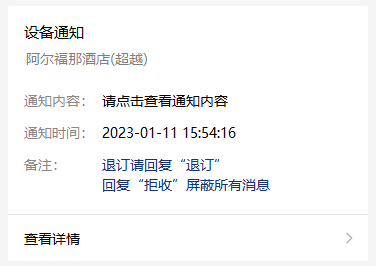 设备通知
阿尔福那酒店(超越)
通知内容： 请点击查看通知内容
通知时间： 2023-01-11 15:54:16
备注： 退订请回复“退订”
回复“拒收”屏蔽所有消息
查看详情